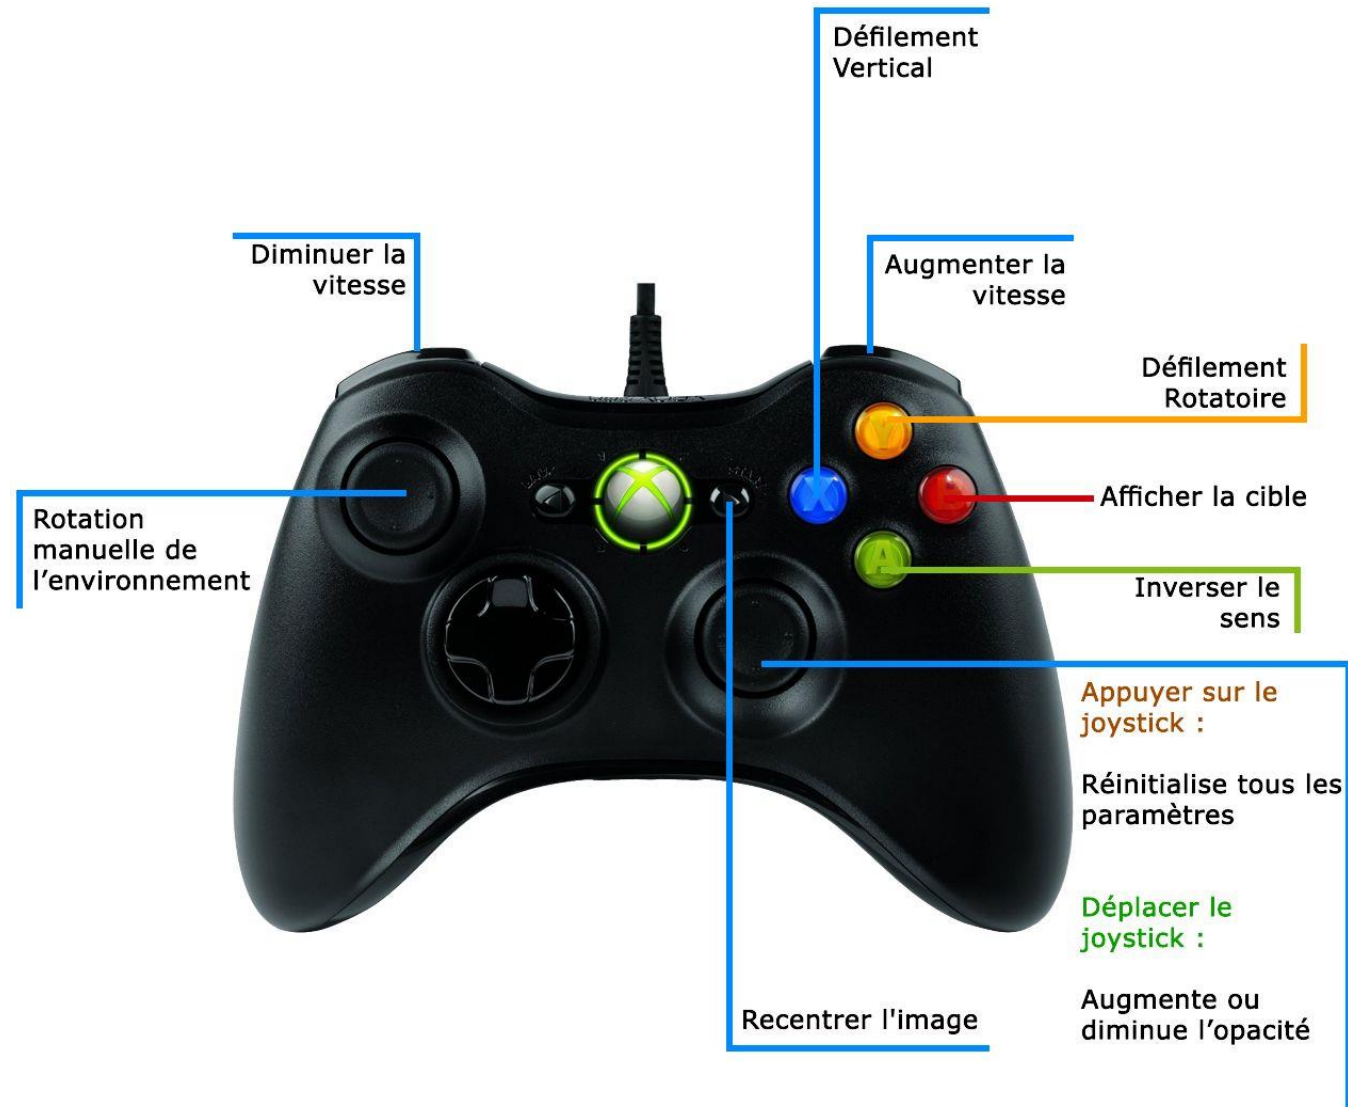 Défilement
Vertical
Diminuer la
vitesse
Augmenter la
vitesse
Défilement
Rotatoire
Y
X
B
A
Afficher la cible
Rotation
manuelle de
l’environnement
Inverser le
sens
Appuyer sur le
joystick :
Réinitialise tous les
paramètres
Déplacer le
joystick :
Augmente ou
diminue l’opacité
Recentrer l'image